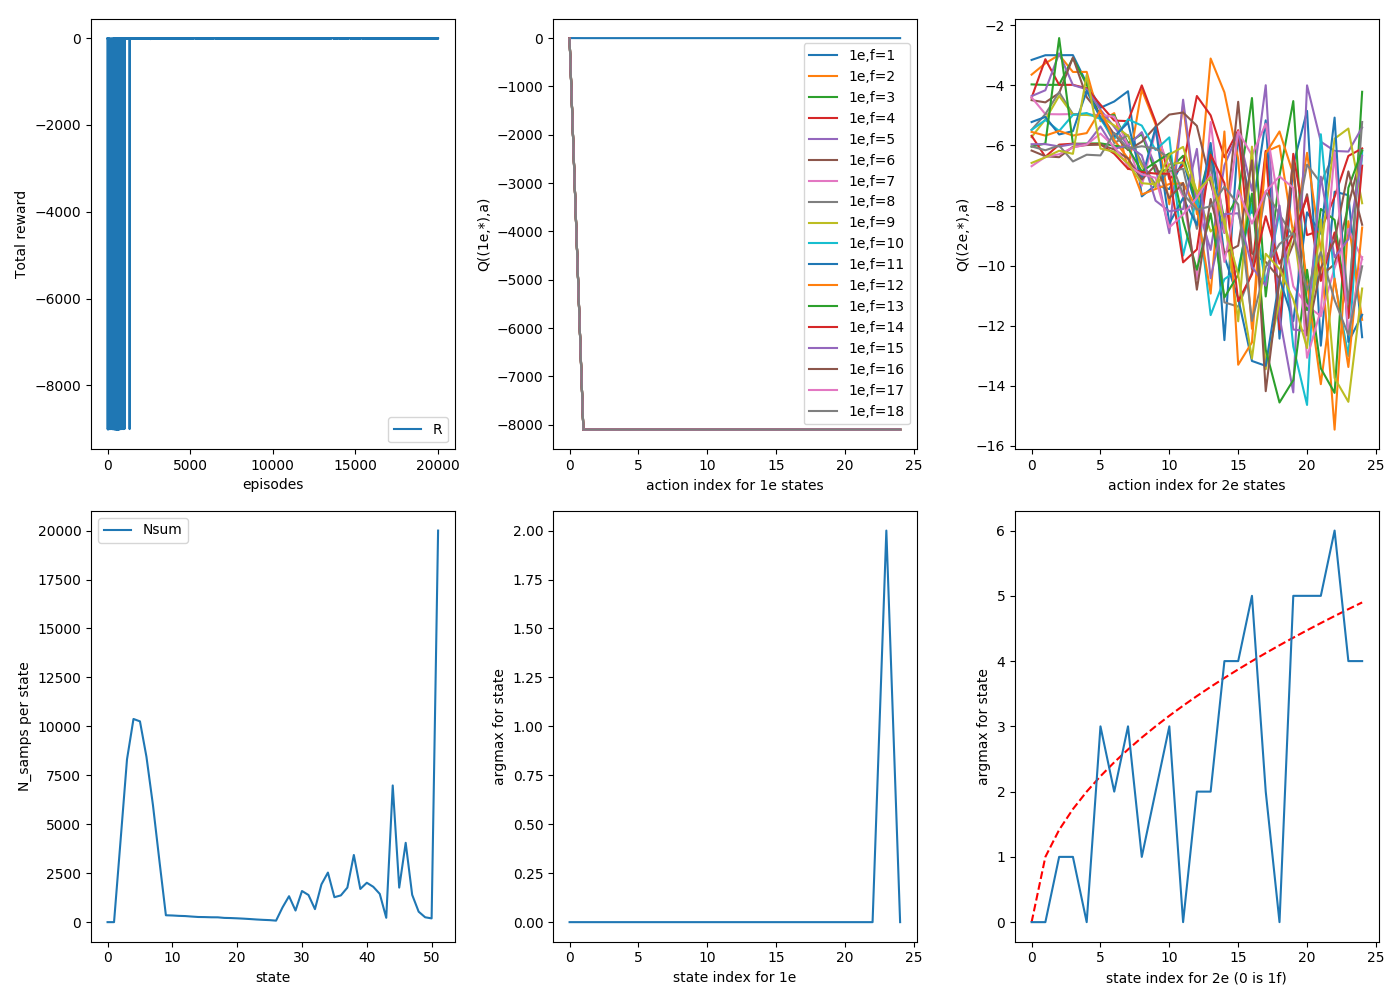 0
−2000
−4000
−6000
−8000
Total reward
0
5000
10000
15000
20000
episodes
R
0
−1000
−2000
−3000
−4000
−5000
−6000
−7000
−8000
Q((1e,*),a)
0
5
10
15
20
25
action index for 1e states
1e,f=1
1e,f=2
1e,f=3
1e,f=4
1e,f=5
1e,f=6
1e,f=7
1e,f=8
1e,f=9
1e,f=10
1e,f=11
1e,f=12
1e,f=13
1e,f=14
1e,f=15
1e,f=16
1e,f=17
1e,f=18
−2
−4
−6
−8
−10
−12
−14
−16
Q((2e,*),a)
0
5
10
15
20
25
action index for 2e states
20000
17500
15000
12500
10000
7500
5000
2500
0
N_samps per state
0
10
20
30
40
50
state
Nsum
2.00
1.75
1.50
1.25
1.00
0.75
0.50
0.25
0.00
argmax for state
0
5
10
15
20
25
state index for 1e
6
5
4
3
2
1
0
argmax for state
0
5
10
15
20
25
state index for 2e (0 is 1f)